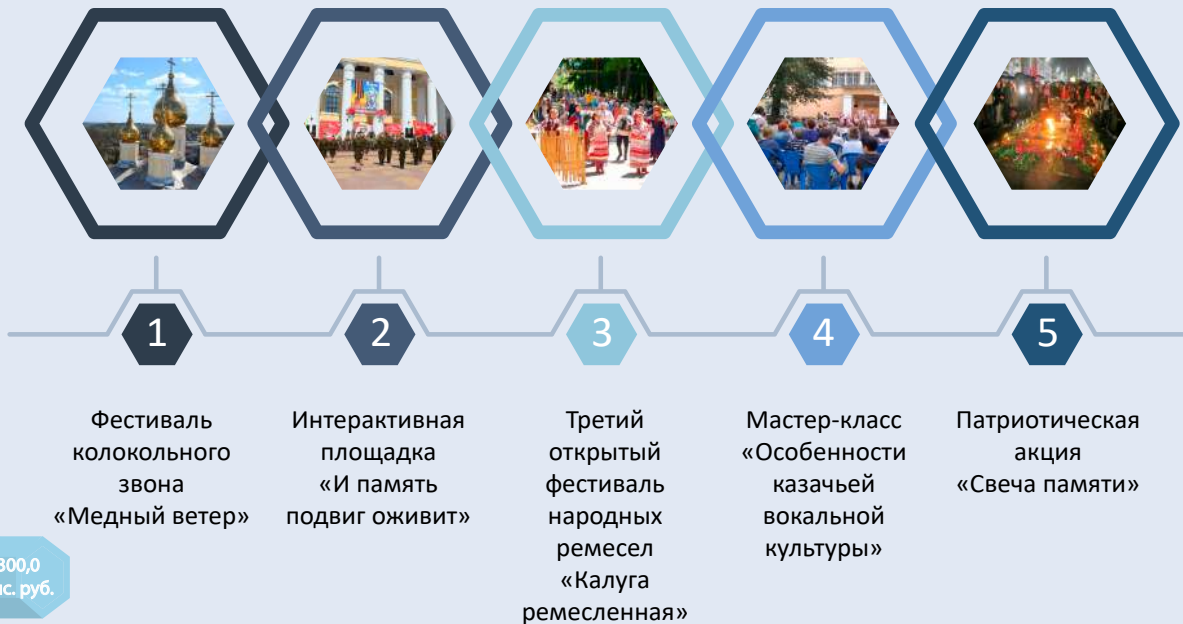 1
2
3
4
5
Фестиваль
колокольного
звона
«Медный ветер»
Интерактивная
площадка
«И память
подвиг оживит»
Третий
открытый
фестиваль
народных
ремесел
«Калуга
ремесленная»
Мастер-класс
«Особенности
казачьей
вокальной
культуры»
Патриотическая
акция
«Свеча памяти»
300,0
руб.